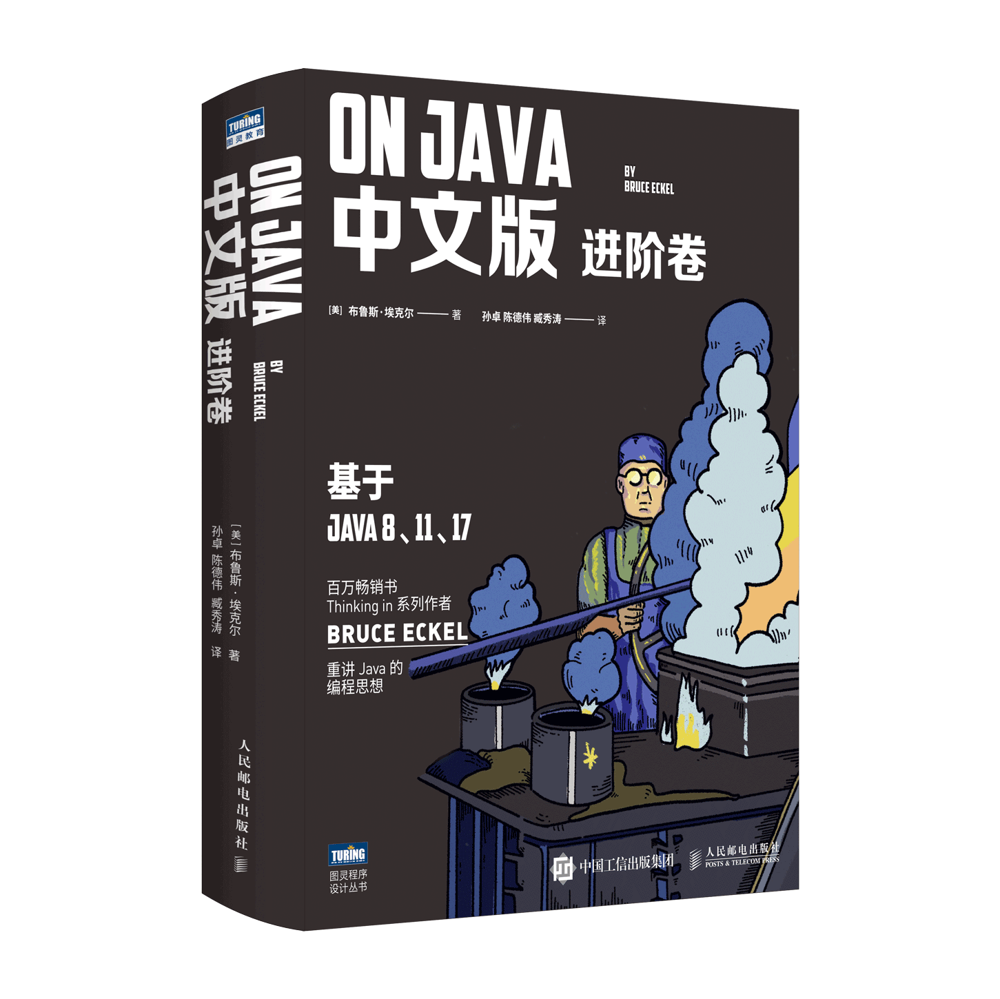 TURING
图灵教育
ON JAVA
中文版 进阶卷
BY
BRUCE ECKEL
[美] 布鲁斯·埃克尔 著
孙卓 陈德伟 臧秀涛 译
人民邮电出版社
ON JAVA
BY
BRUCE ECKEL
中文版 进阶卷
[美] 布鲁斯·埃克尔 —— 著 孙卓 陈德伟 臧秀涛 —— 译
基于
JAVA 8、11、17
百万畅销书
Thinking in 系列作者
BRUCE ECKEL
重讲 Java 的
编程思想
TURING
图灵程序
设计丛书
中国工信出版集团
人民邮电出版社
POSTS & TELECOM PRESS